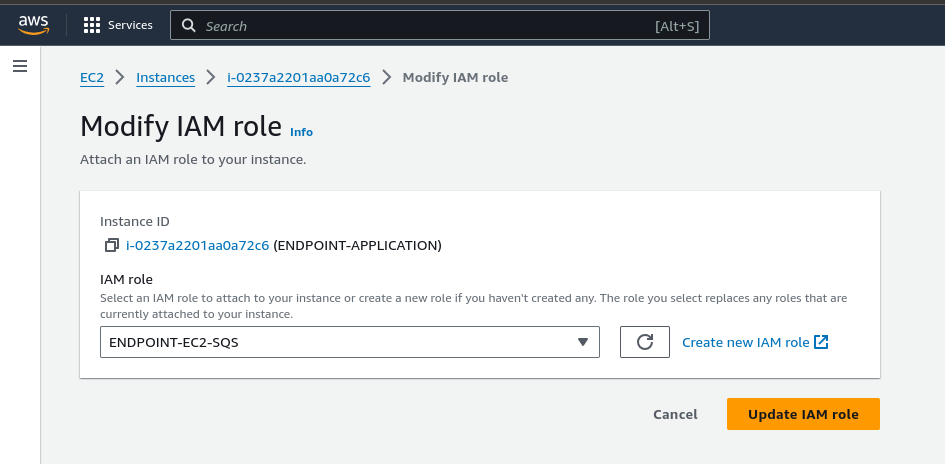 aws Services Search [Alt+S]
EC2 Instances i-0237a2201aa0a72c6 Modify IAM role
Modify IAM role Info
Attach an IAM role to your instance.
Instance ID
i-0237a2201aa0a72c6 (ENDPOINT-APPLICATION)
IAM role
Select an IAM role to attach to your instance or create a new role if you haven't created any. The role you select replaces any roles that are
currently attached to your instance.
ENDPOINT-EC2-SQS Create new IAM role
Cancel Update IAM role